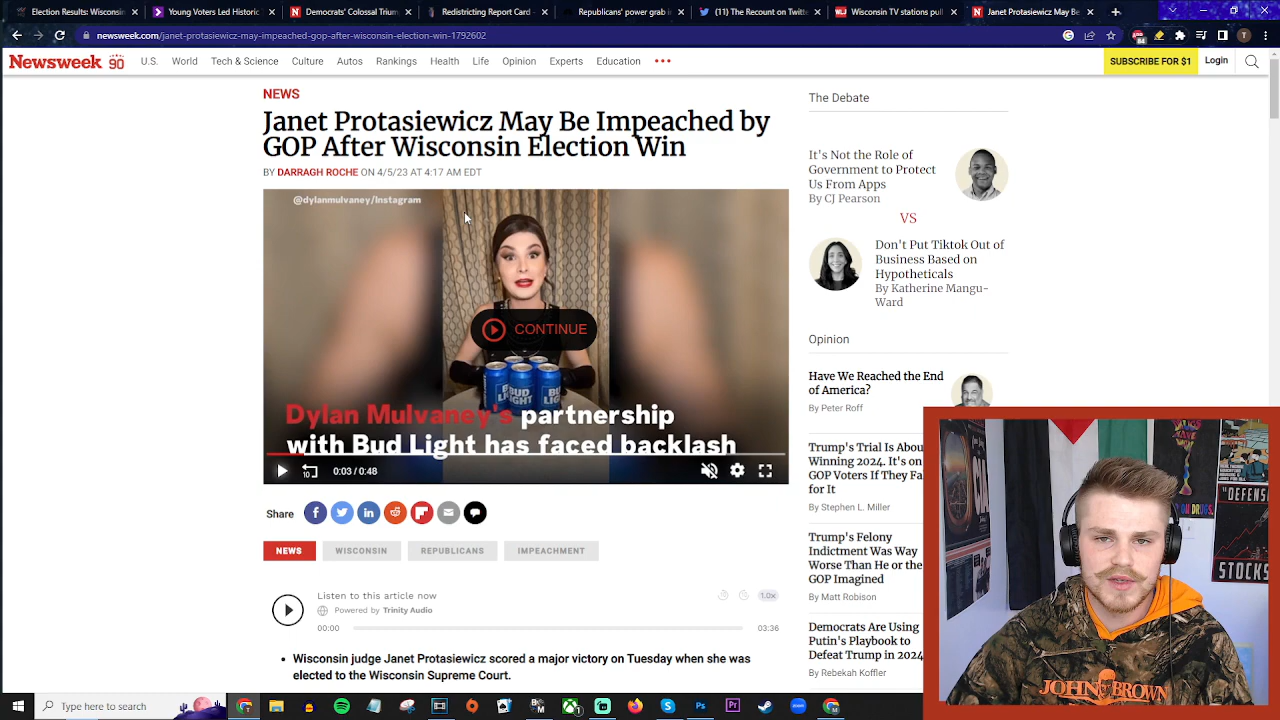 Elections Results: Wisconsin
Young Voters Led Historic
Democrats' Colossal Trium
Redistricting Report Card -
Republicans' power grab i
(11) The Recount on Twitte
Wisconsin TV stations pull
Janet Protasiewicz May Be
newsweek.com/janet-protasiewicz-may-impeached-gop-after-wisconsin-election-win-1792602
84
T
Newsweek 90
U.S. World Tech & Science Culture Autos Rankings Health Life Opinion Experts Education
SUBSCRIBE FOR $1
Login
NEWS
Janet Protasiewicz May Be Impeached by
GOP After Wisconsin Election Win
BY DARRAGH ROCHE ON 4/5/23 AT 4:17 AM EDT
@dylanmulvaney/Instagram
CONTINUE
BUD LIGHT
BUD LIGHT
Dylan Mulvaney's partnership
with Bud Light has faced backlash
10
0:03 / 0:48
Share
NEWS WISCONSIN REPUBLICANS IMPEACHMENT
Listen to this article now
Powered by Trinity Audio
1.0x
00:00
03:36
• Wisconsin judge Janet Protasiewicz scored a major victory on Tuesday when she was
elected to the Wisconsin Supreme Court.
The Debate
It's Not the Role of
Government to Protect
Us From Apps
By CJ Pearson
VS
Don't Put Tiktok Out of
Business Based on
Hypotheticals
By Katherine Mangu-
Ward
Opinion
Have We Reached the End
of America?
By Peter Roff
Trump's Trial Is Abou
Winning 2024. It's on
GOP Voters If They Fa
for It
By Stephen L. Miller
Trump's Felony
Indictment Was Way
Worse Than He or the
GOP Imagined
By Matt Robison
Democrats Are Using
Putin's Playbook to
Defeat Trump in 2024
By Rebekah Koffler
"DEFENS
STOCKS
JOHN BROWN
Type here to search